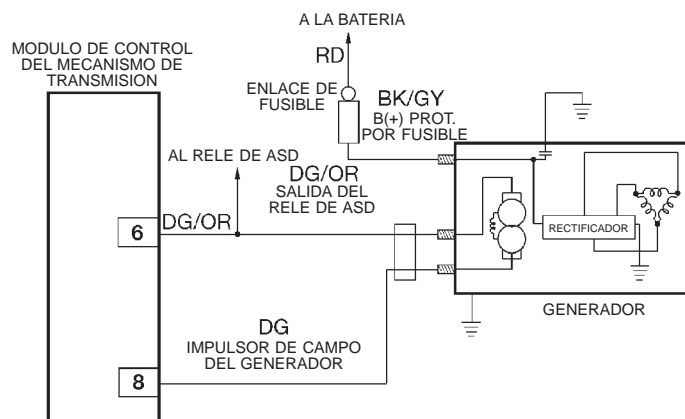 A LA BATERIA
MODULO DE CONTROL
DEL MECANISMO DE
TRANSMISION
RD
ENLACE DE
FUSIBLE
BK/GY
B(+) PROT.
POR FUSIBLE
AL RELE DE ASD
DG/OR
SALIDA DEL
RELE DE ASD
6
DG/OR
RECTIFICADOR
GENERADOR
DG
IMPULSOR DE CAMPO
DEL GENERADOR
8